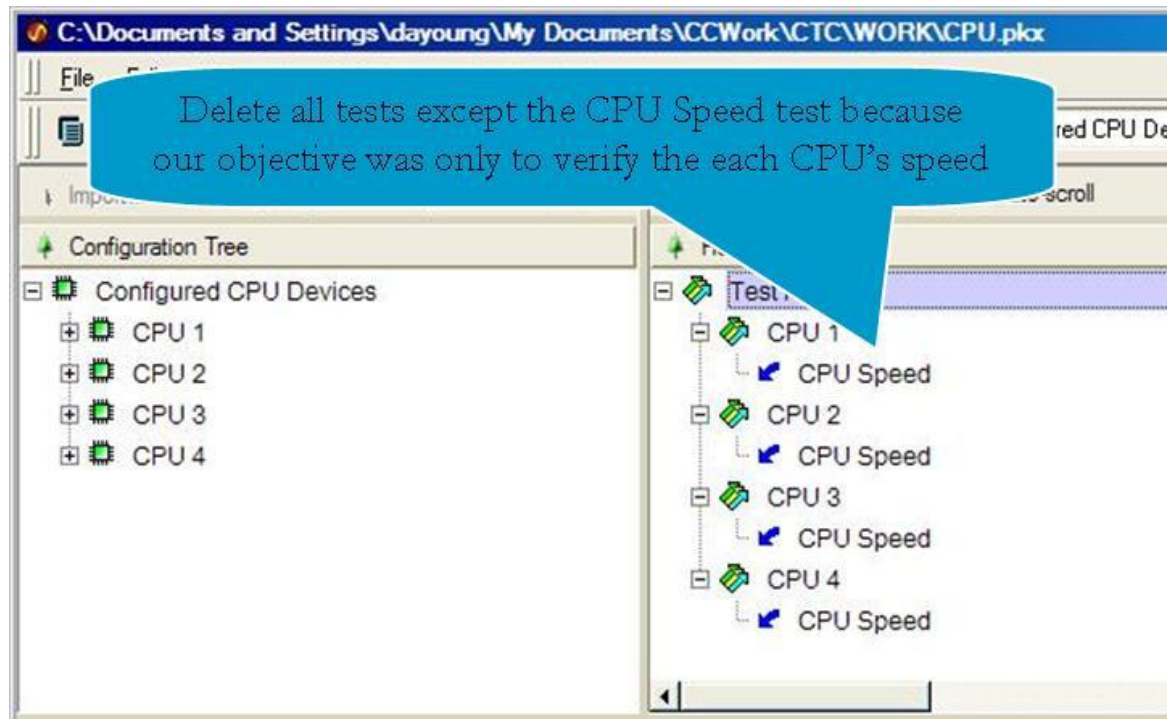 C:\Documents and Settings\dayoung\My Documents\CCWork\CTC\WORK\CPU.pkx
File
Delete all tests except the CPU Speed test because
our objective was only to verify the each CPU's speed
red CPU De
scroll
Configuration Tree
Configured CPU Devices
CPU 1
CPU 2
CPU 3
CPU 4
Test
CPU 1
CPU Speed
CPU 2
CPU Speed
CPU 3
CPU Speed
CPU 4
CPU Speed